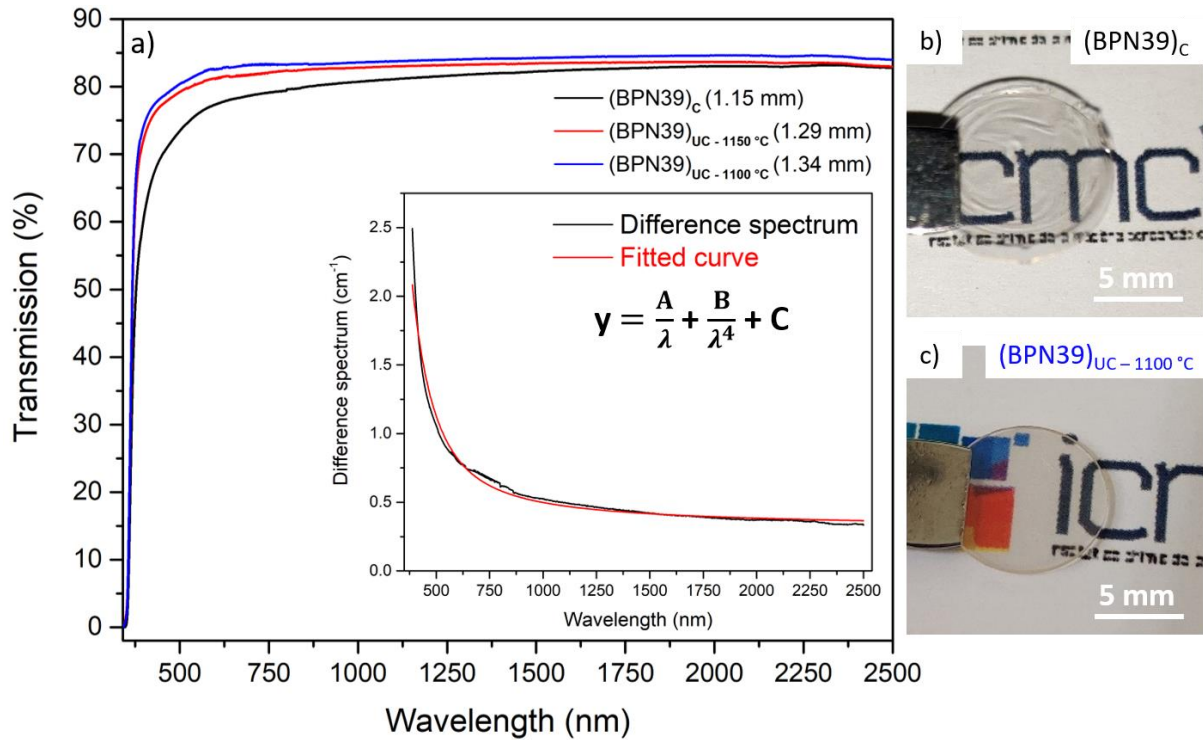 a)
90
80
70
60
50
40
30
20
10
0
Transmission (%)
500 750 1000 1250 1500 1750 2000 2250 2500
Wavelength (nm)
(BPN39)C (1.15 mm)
(BPN39)UC - 1150 °C (1.29 mm)
(BPN39)UC - 1100 °C (1.34 mm)
2.5
2.0
1.5
1.0
0.5
0.0
Difference spectrum (cm⁻¹)
Difference spectrum
Fitted curve
y = A/λ + B/λ⁴ + C
500 750 1000 1250 1500 1750 2000 2250 2500
Wavelength (nm)
b)
(BPN39)C
cmc
5 mm
c)
(BPN39)UC – 1100 °C
icm
5 mm